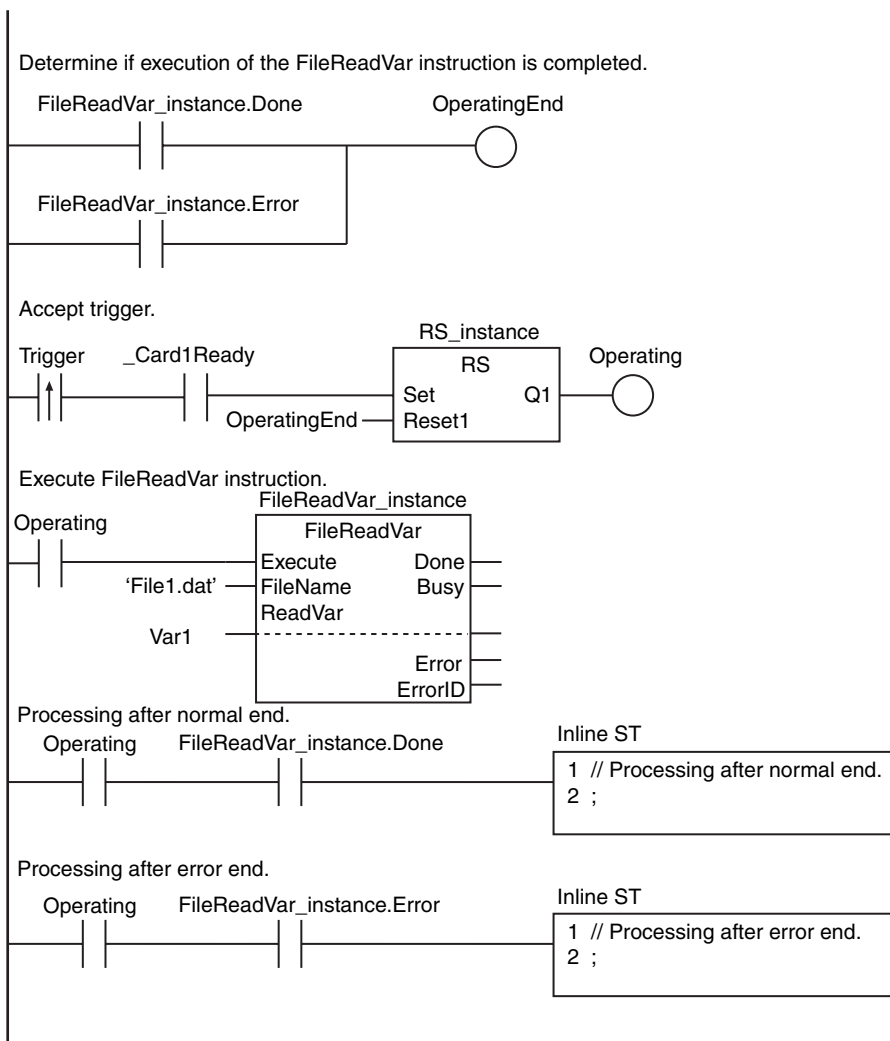 Determine if execution of the FileReadVar instruction is completed.
FileReadVar_instance.Done OperatingEnd
FileReadVar_instance.Error
Accept trigger.
RS_instance
Trigger _Card1Ready RS Operating
Set Q1
OperatingEnd Reset1
Execute FileReadVar instruction.
FileReadVar_instance
Operating FileReadVar
Execute Done
‘File1.dat’ FileName Busy
ReadVar
Var1
Error
ErrorID
Processing after normal end.
Operating FileReadVar_instance.Done Inline ST
1 // Processing after normal end.
2 ;
Processing after error end.
Operating FileReadVar_instance.Error Inline ST
1 // Processing after error end.
2 ;